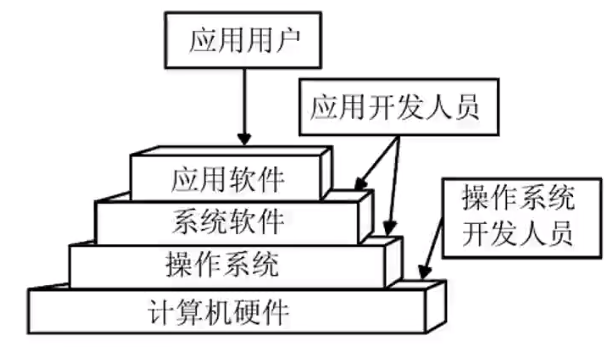 应用用户
应用开发人员
应用软件
操作系统
开发人员
系统软件
操作系统
计算机硬件